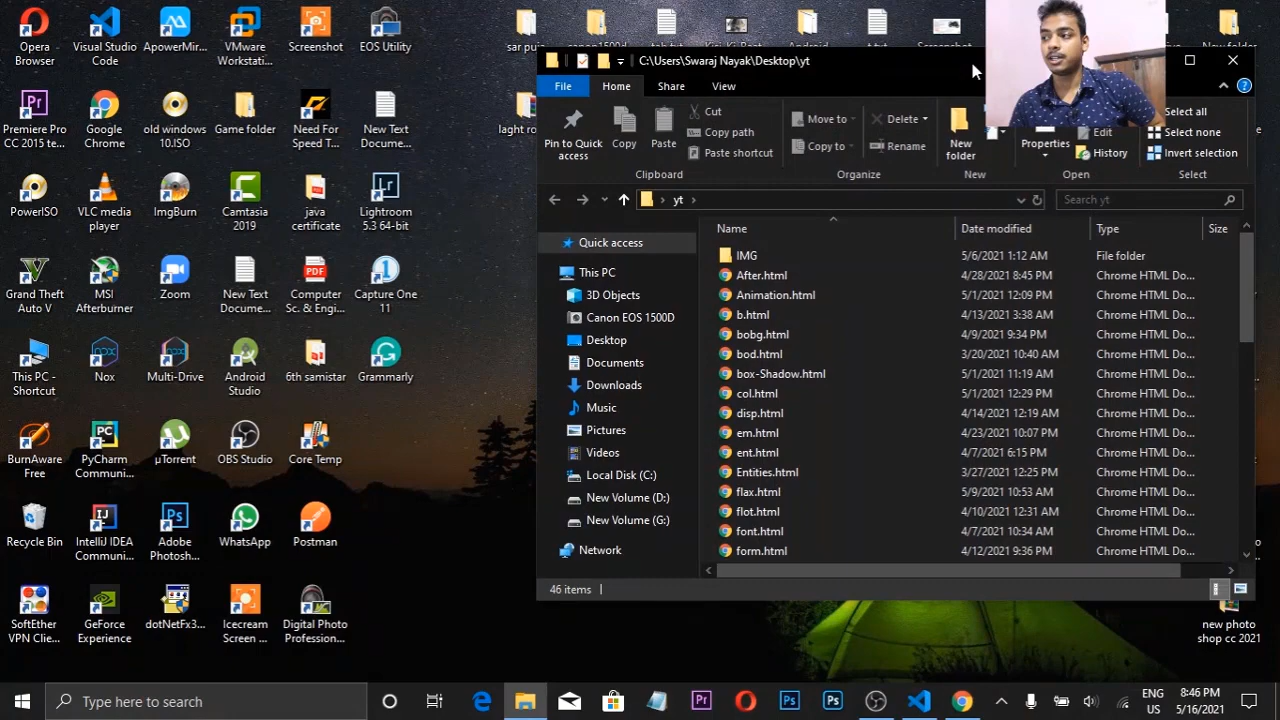 Opera Browser
Visual Studio Code
ApowerMir...
VMware Workstati...
Screenshot
EOS Utility
Premiere Pro CC 2015 te...
Google Chrome
old windows 10.ISO
Game folder
Need For Speed T...
New Text Docume...
PowerISO
VLC media player
ImgBurn
Camtasia 2019
java certificate
Lightroom 5.3 64-bit
Grand Theft Auto V
MSI Afterburner
Zoom
New Text Docume...
Computer Sc. & Engi...
Capture One 11
This PC - Shortcut
Nox
Multi-Drive
Android Studio
6th samistar
Grammarly
BurnAware Free
PyCharm Communi...
µTorrent
OBS Studio
Core Temp
Recycle Bin
IntelliJ IDEA Communi...
Adobe Photosh...
WhatsApp
Postman
SoftEther VPN Clie...
GeForce Experience
dotNetFx3...
Icecream Screen ...
Digital Photo Profession...
sar puja
canon1500d
Android
New folder
laght ro
C:\Users\Swaraj Nayak\Desktop\yt
File Home Share View
Pin to Quick access
Copy
Paste
Cut
Copy path
Paste shortcut
Clipboard
Move to
Copy to
Delete
Rename
Organize
New folder
New
Properties
Edit
History
Open
Select all
Select none
Invert selection
Select
yt
Search yt
Name Date modified Type Size
Quick access
This PC
3D Objects
Canon EOS 1500D
Desktop
Documents
Downloads
Music
Pictures
Videos
Local Disk (C:)
New Volume (D:)
New Volume (G:)
Network
IMG 5/6/2021 1:12 AM File folder
After.html 4/28/2021 8:45 PM Chrome HTML Do...
Animation.html 5/1/2021 12:09 PM Chrome HTML Do...
b.html 4/13/2021 3:38 AM Chrome HTML Do...
bobg.html 4/9/2021 9:34 PM Chrome HTML Do...
bod.html 3/20/2021 10:40 AM Chrome HTML Do...
box-Shadow.html 5/1/2021 11:19 AM Chrome HTML Do...
col.html 5/1/2021 12:29 PM Chrome HTML Do...
disp.html 4/14/2021 12:19 AM Chrome HTML Do...
em.html 4/23/2021 10:07 PM Chrome HTML Do...
ent.html 4/7/2021 6:15 PM Chrome HTML Do...
Entities.html 3/27/2021 12:25 PM Chrome HTML Do...
flax.html 5/9/2021 10:53 AM Chrome HTML Do...
flot.html 4/10/2021 12:31 AM Chrome HTML Do...
font.html 4/7/2021 10:34 AM Chrome HTML Do...
form.html 4/12/2021 9:36 PM Chrome HTML Do...
46 items
new photo shop cc 2021
Type here to search
ENG
US
3:46 PM
5/16/2021